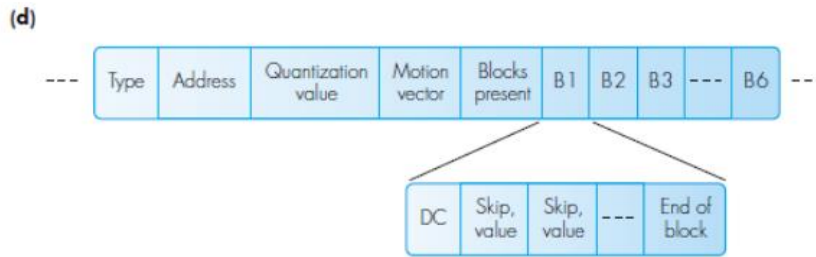 (d)
--- Type Address Quantization value Motion vector Blocks present B1 B2 B3 --- B6 --
DC Skip, value Skip, value --- End of block